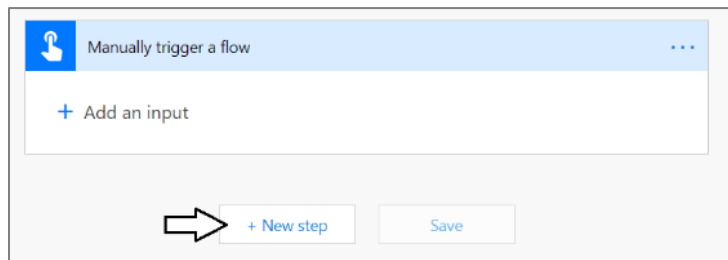 Manually trigger a flow
+ Add an input
+ New step
Save